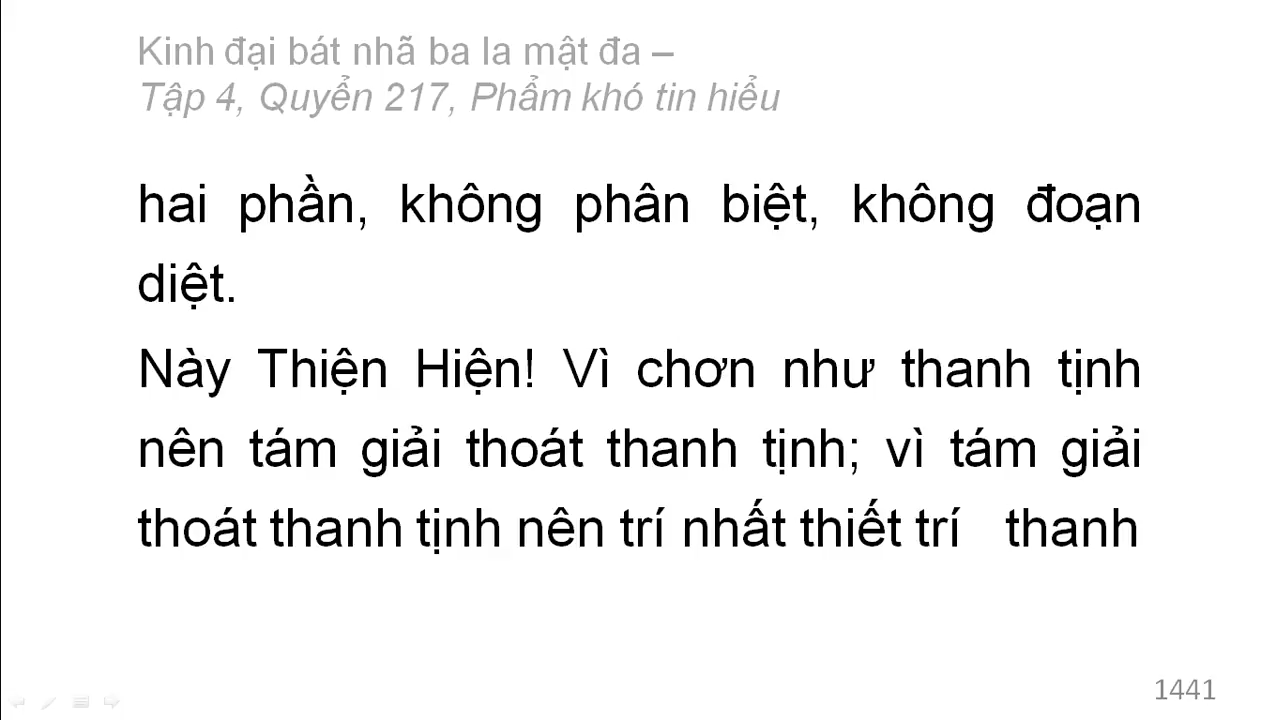 Kinh đại bát nhã ba la mật đa –
Tập 4, Quyển 217, Phẩm khó tin hiểu
hai phần, không phân biệt, không đoạn
diệt.
Này Thiện Hiện! Vì chơn như thanh tịnh
nên tám giải thoát thanh tịnh; vì tám giải
thoát thanh tịnh nên trí nhất thiết trí thanh
1441